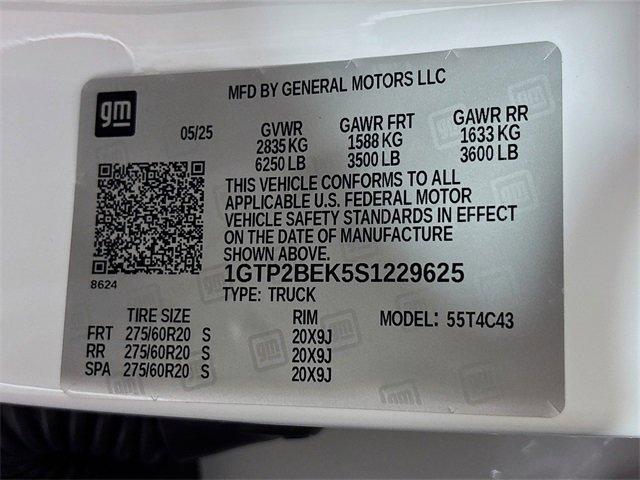 MFD BY GENERAL MOTORS LLC
gm
05/25 GVWR GAWR FRT GAWR RR
2835 KG 1588 KG 1633 KG
6250 LB 3500 LB 3600 LB
THIS VEHICLE CONFORMS TO ALL
APPLICABLE U.S. FEDERAL MOTOR
VEHICLE SAFETY STANDARDS IN EFFECT
ON THE DATE OF MANUFACTURE
SHOWN ABOVE.
8624
1GTP2BEK5S1229625
TYPE: TRUCK
TIRE SIZE RIM MODEL: 55T4C43
FRT 275/60R20 S 20X9J
RR 275/60R20 S 20X9J
SPA 275/60R20 S 20X9J